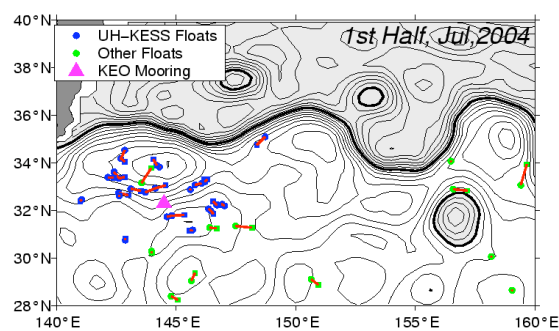 40˚N
1st Half, Jul,2004
UH-KESS Floats
Other Floats
KEO Mooring
38˚N
36˚N
34˚N
32˚N
30˚N
28˚N
140˚E
145˚E
150˚E
155˚E
160˚E